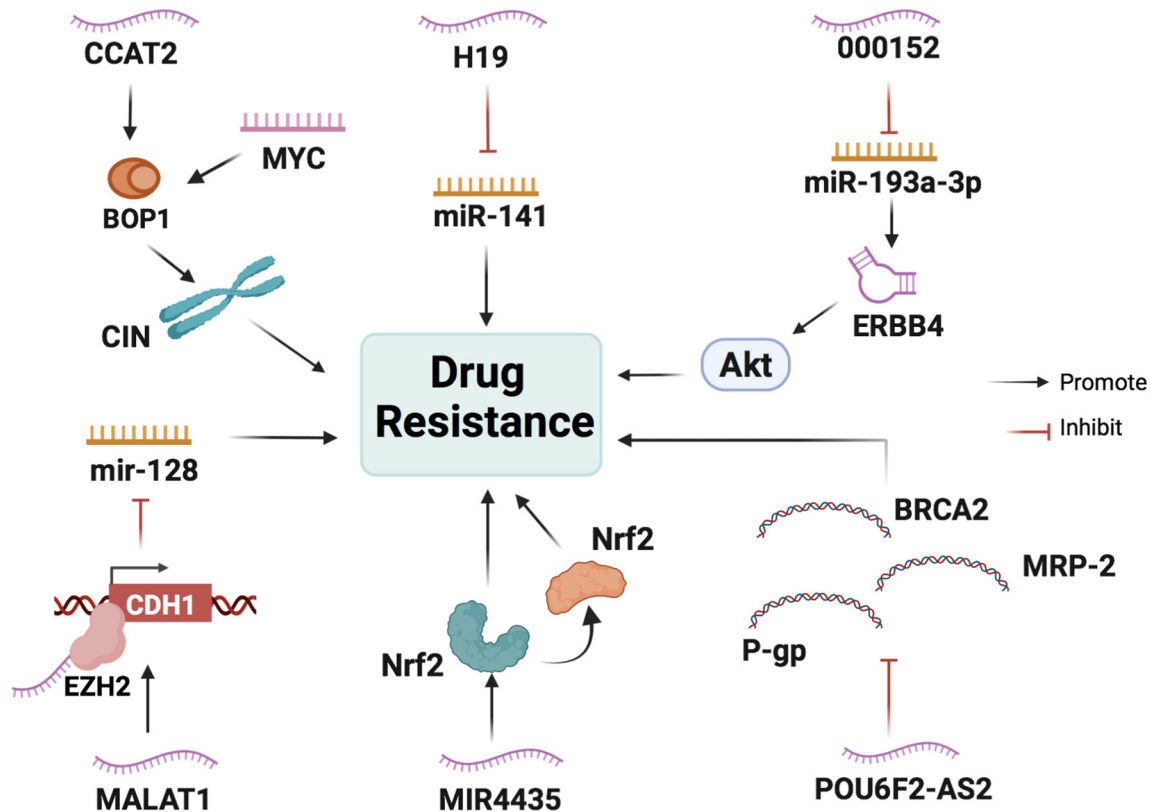 CCAT2
H19
000152
MYC
BOP1
miR-141
miR-193a-3p
CIN
ERBB4
Akt
Drug
Resistance
Promote
Inhibit
mir-128
BRCA2
Nrf2
MRP-2
CDH1
P-gp
Nrf2
EZH2
MALAT1
MIR4435
POU6F2-AS2